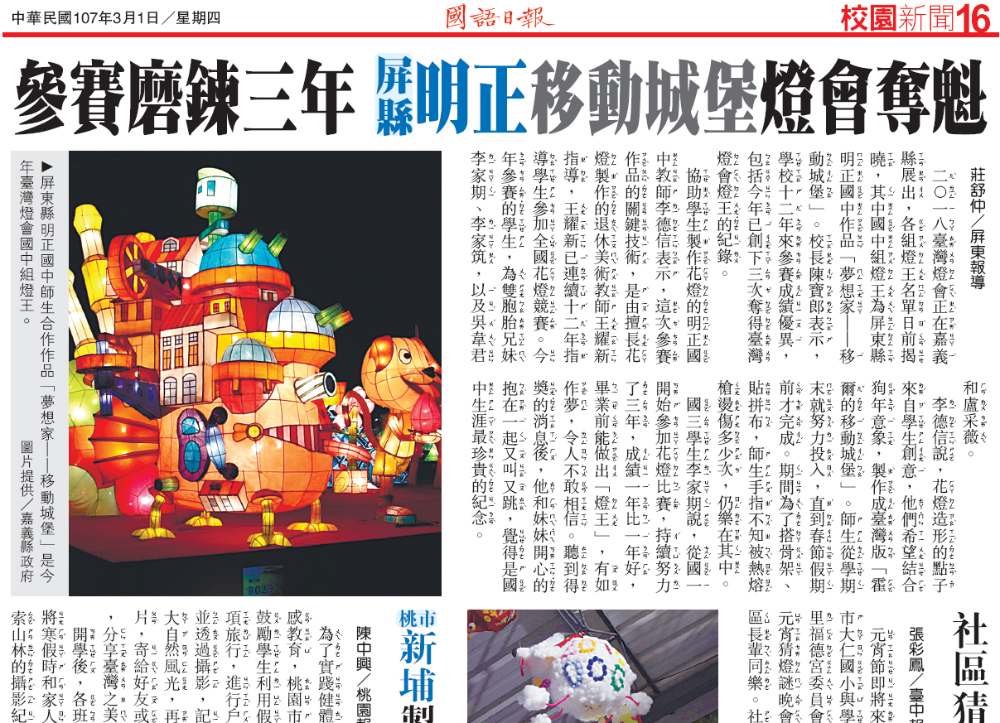 中華民國107年3月1日／星期四
國語日報
校園新聞16
參賽磨鍊三年 屏縣明正移動城堡燈會奪魁
莊舒仲／屏東報導
二〇一八臺灣燈會正在嘉義
縣展出，各組燈王名單日前揭
曉，其中國中組燈王為屏東縣
明正國中作品「夢想家——移
動城堡」。校長陳寶郎表示，
學校十二年來參賽成績優異，
包括今年已創下三次奪得臺灣
燈會燈王的紀錄。
協助學生製作花燈的明正國
中教師李德信表示，這次參賽
作品的關鍵技術，是由擅長花
燈製作的退休美術教師王耀新
指導，王耀新已連續十二年指
導學生參加全國花燈競賽。今
年參賽的學生，為雙胞胎兄妹
李家期、李家筑，以及吳韋君
和盧采薇。
李德信說，花燈造形的點子
來自學生創意，他們希望結合
狗年意象，製作成臺灣版「霍
爾的移動城堡」。師生從學期
末就努力投入，直到春節假期
前才完成。期間為了搭骨架、
貼拼布，師生手指不知被熱熔
槍燙傷多少次，仍樂在其中。
國三學生李家期說，從國一
開始參加花燈比賽，持續努力
了三年，成績一年比一年好，
畢業前能做出「燈王」，有如
作夢，令人不敢相信。聽到得
獎的消息後，他和妹妹開心的
抱在一起又叫又跳，覺得是國
中生涯最珍貴的紀念。
▶屏東縣明正國中師生合作作品「夢想家——移動城堡」是今
年臺灣燈會國中組燈王。
圖片提供／嘉義縣政府
B0291
社區猜
張彩鳳／臺中報
元宵節即將來
市大仁國小與學
里福德宮委員會
元宵猜燈謎晚會
區長輩同樂。社
桃市新埔製
陳中興／桃園報
為了實踐健體
感教育，桃園市
鼓勵學生利用假
項旅行，進行戶
並透過攝影，記
大自然風光，再
片，寄給好友或
，分享臺灣之美
開學後，各班
將寒假時和家人
索山林的攝影紀